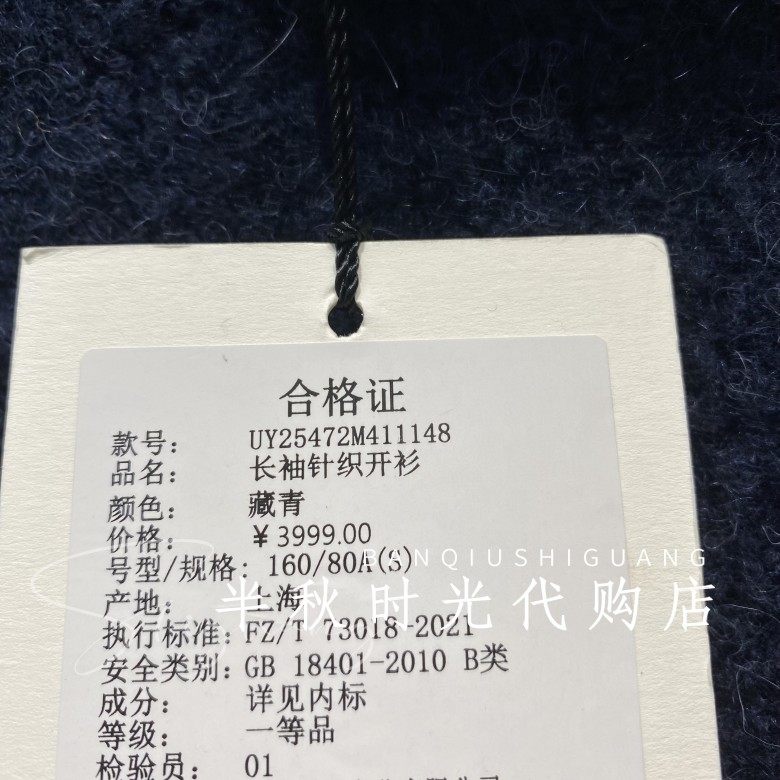 合格证
款号: UY25472M411148
品名: 长袖针织开衫
颜色: 藏青
价格: ￥3999.00
号型/规格: 160/80A(S)
BANQIUSHIGUANG
产地: 上海
半秋时光代购店
执行标准: FZ/T 73018-2021
安全类别: GB 18401-2010 B类
成分: 详见内标
等级: 一等品
检验员: 01